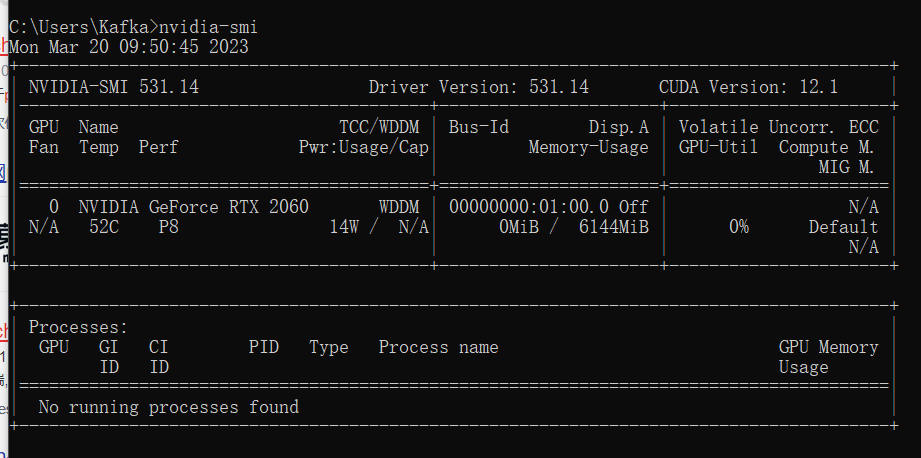 C:\Users\Kafka>nvidia-smi
Mon Mar 20 09:50:45 2023
NVIDIA-SMI 531.14 Driver Version: 531.14 CUDA Version: 12.1
GPU Name TCC/WDDM Bus-Id Disp.A Volatile Uncorr. ECC
Fan Temp Perf Pwr:Usage/Cap Memory-Usage GPU-Util Compute M.
MIG M.
0 NVIDIA GeForce RTX 2060 WDDM 00000000:01:00.0 Off N/A
N/A 52C P8 14W / N/A 0MiB / 6144MiB 0% Default
N/A
Processes:
GPU GI CI PID Type Process name GPU Memory
ID ID Usage
No running processes found